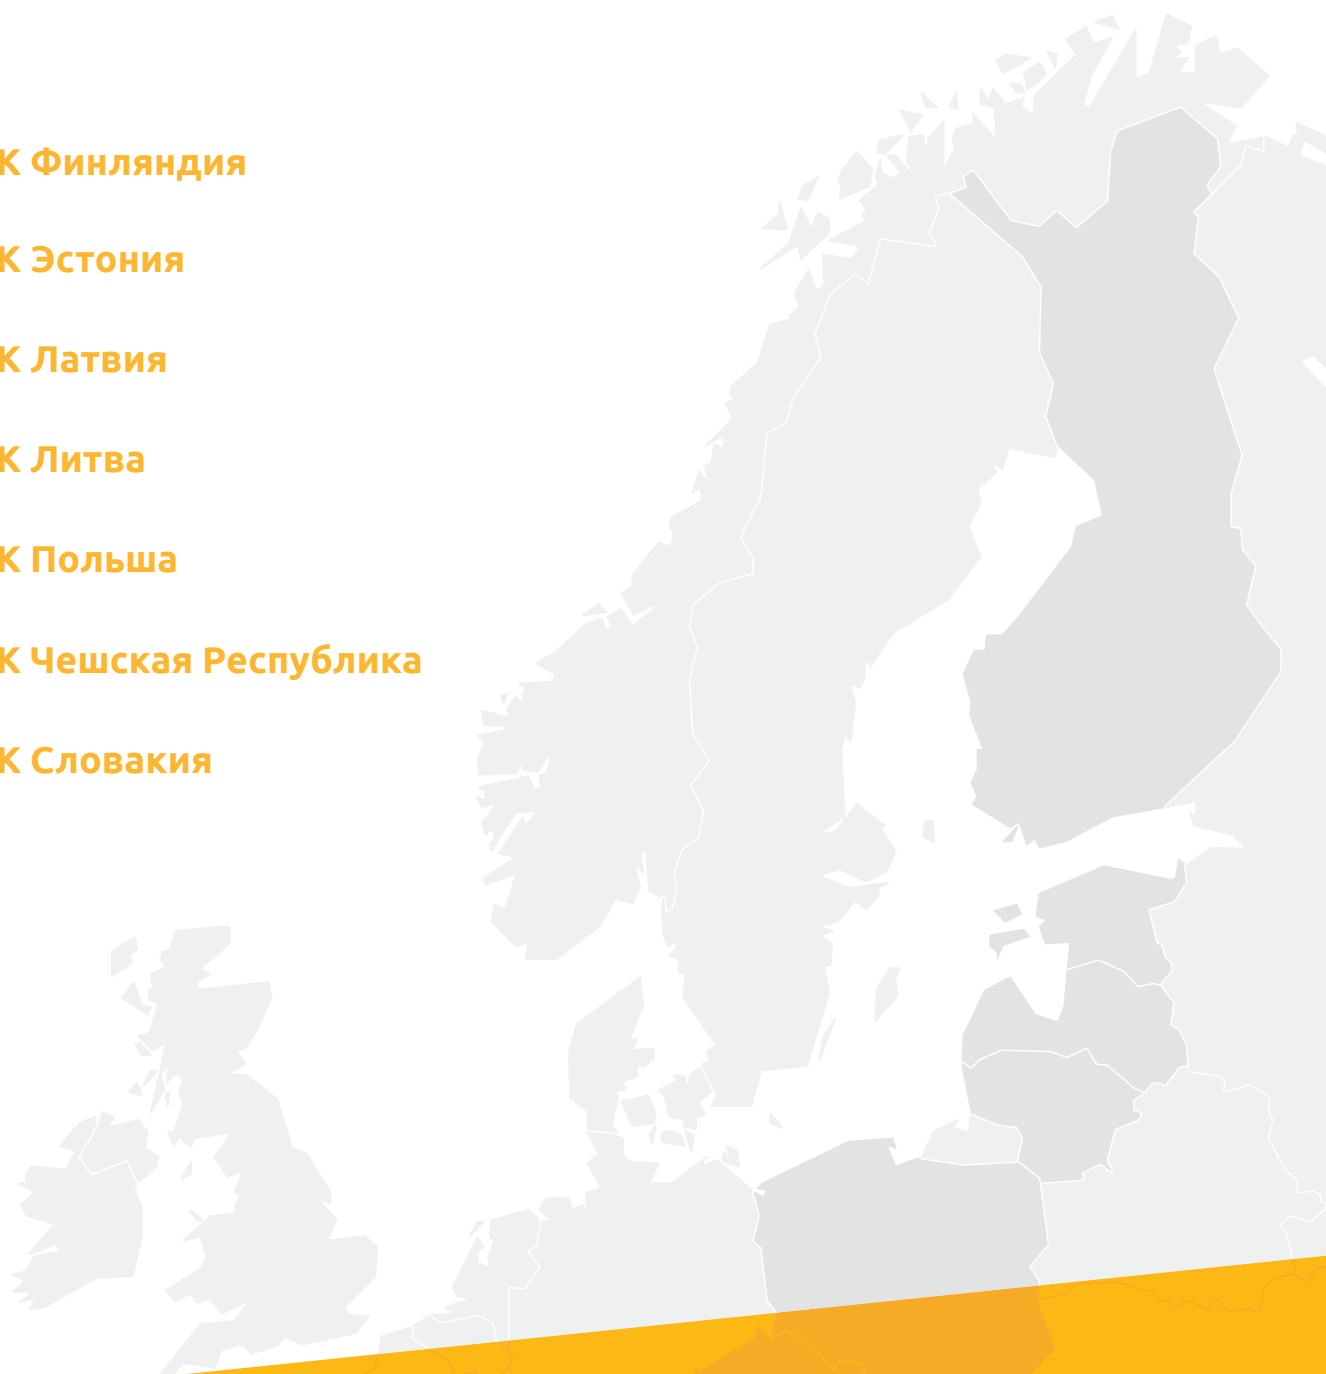 К Финляндия
К Эстония
К Латвия
К Литва
К Польша
К Чешская Республика
К Словакия